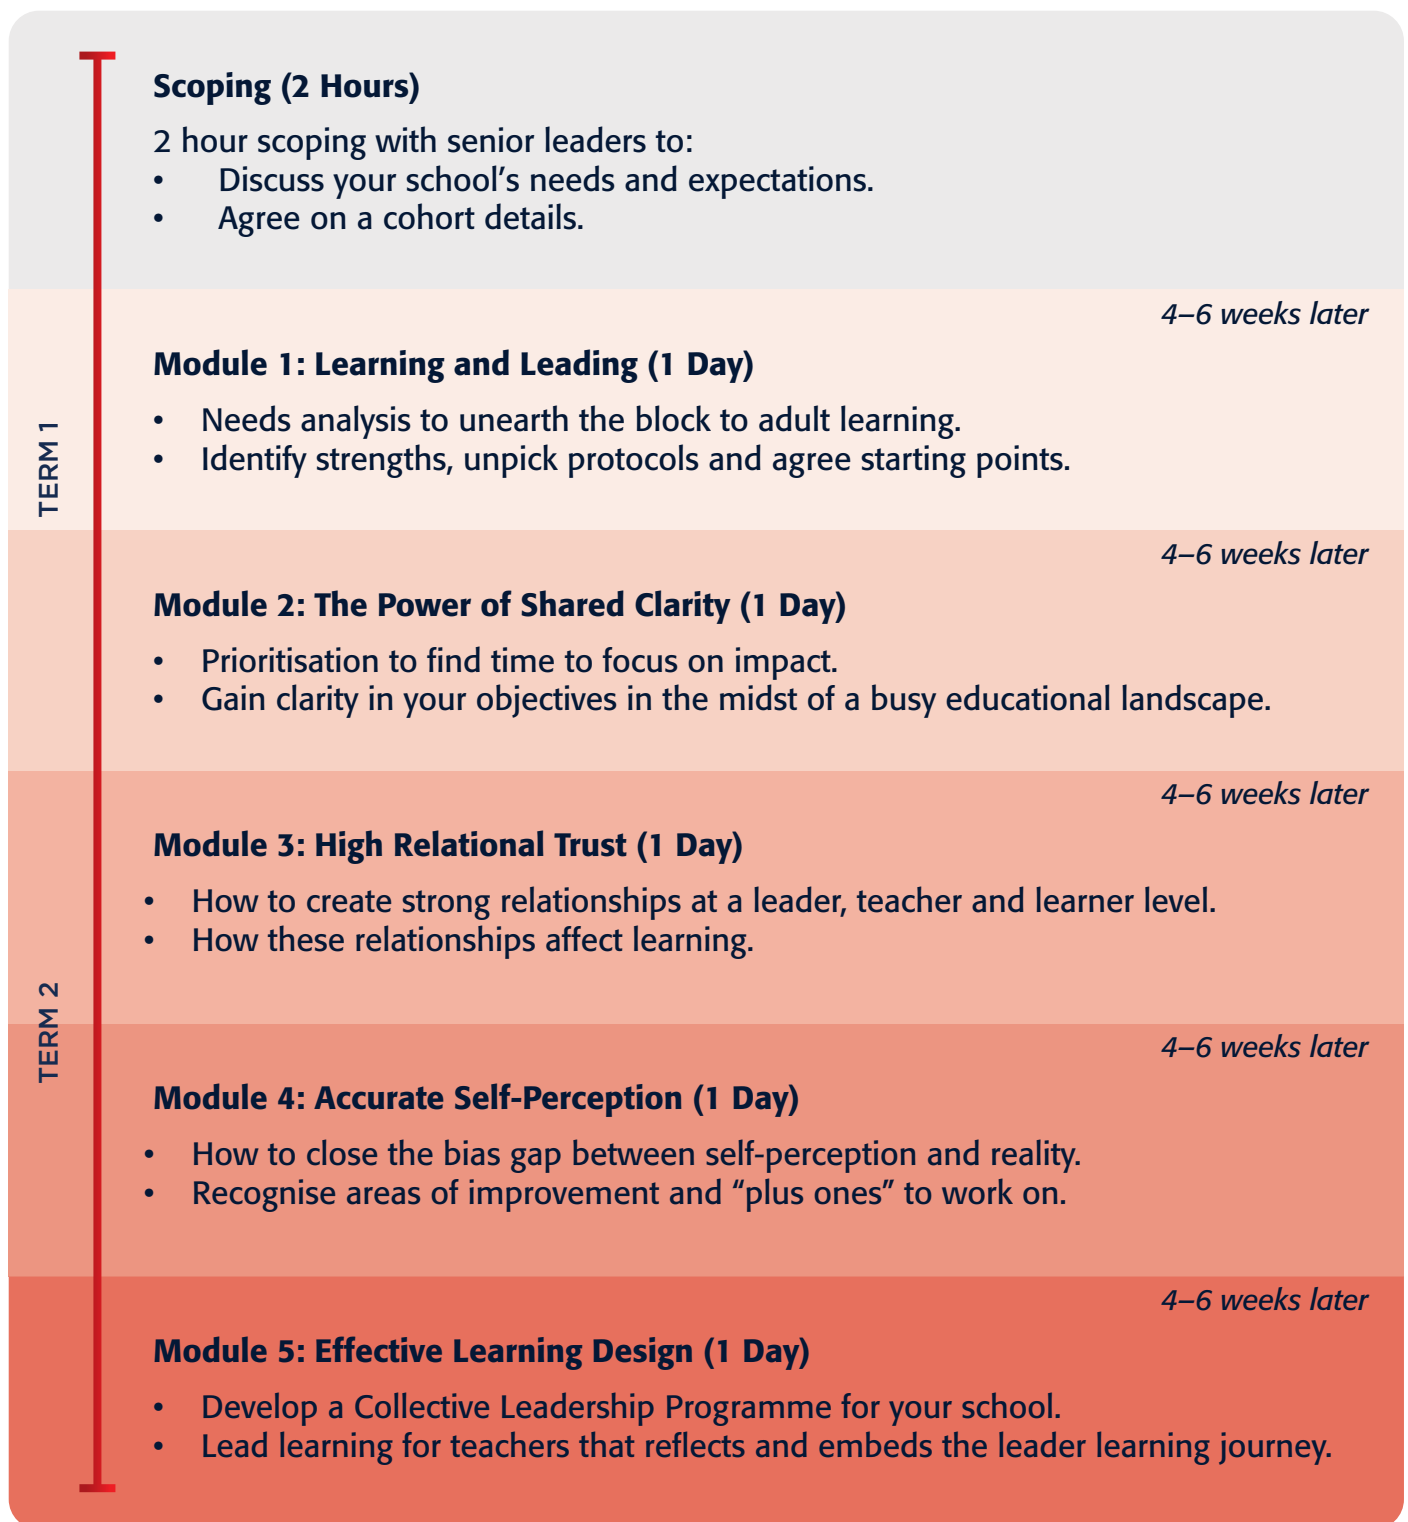 Scoping (2 Hours)
2 hour scoping with senior leaders to:
• Discuss your school’s needs and expectations.
• Agree on a cohort details.
4–6 weeks later
Module 1: Learning and Leading (1 Day)
• Needs analysis to unearth the block to adult learning.
• Identify strengths, unpick protocols and agree starting points.
TERM 1
4–6 weeks later
Module 2: The Power of Shared Clarity (1 Day)
• Prioritisation to find time to focus on impact.
• Gain clarity in your objectives in the midst of a busy educational landscape.
4–6 weeks later
Module 3: High Relational Trust (1 Day)
• How to create strong relationships at a leader, teacher and learner level.
• How these relationships affect learning.
TERM 2
4–6 weeks later
Module 4: Accurate Self-Perception (1 Day)
• How to close the bias gap between self-perception and reality.
• Recognise areas of improvement and “plus ones” to work on.
4–6 weeks later
Module 5: Effective Learning Design (1 Day)
• Develop a Collective Leadership Programme for your school.
• Lead learning for teachers that reflects and embeds the leader learning journey.